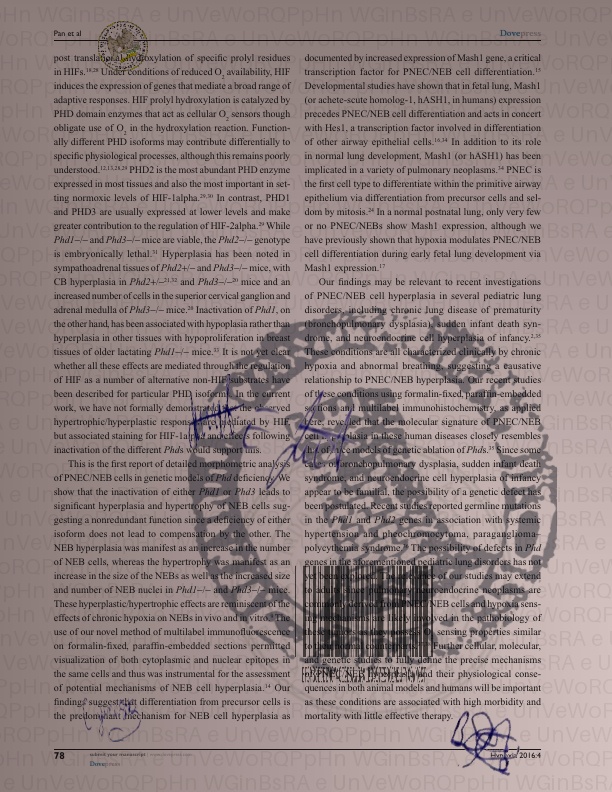 Pan et al
Dovepress
post translational hydroxylation of specific prolyl residues
in HIFs.18,28 Under conditions of reduced O2 availability, HIF
induces the expression of genes that mediate a broad range of
adaptive responses. HIF prolyl hydroxylation is catalyzed by
PHD domain enzymes that act as cellular O2 sensors though
obligate use of O2 in the hydroxylation reaction. Function-
ally different PHD isoforms may contribute differentially to
specific physiological processes, although this remains poorly
understood.12,13,28,29 PHD2 is the most abundant PHD enzyme
expressed in most tissues and also the most important in set-
ting normoxic levels of HIF-1alpha.29,30 In contrast, PHD1
and PHD3 are usually expressed at lower levels and make
greater contribution to the regulation of HIF-2alpha.29 While
Phd1−/− and Phd3−/− mice are viable, the Phd2−/− genotype
is embryonically lethal.31 Hyperplasia has been noted in
sympathoadrenal tissues of Phd2+/− and Phd3−/− mice, with
CB hyperplasia in Phd2+/−21,32 and Phd3−/−20 mice and an
increased number of cells in the superior cervical ganglion and
adrenal medulla of Phd3−/− mice.20 Inactivation of Phd1, on
the other hand, has been associated with hypoplasia rather than
hyperplasia in other tissues with hypoproliferation in breast
tissues of older lactating Phd1−/− mice.33 It is not yet clear
whether all these effects are mediated through the regulation
of HIF as a number of alternative non-HIF substrates have
been described for particular PHD isoforms. In the current
work, we have not formally demonstrated the observed
hypertrophic/hyperplastic responses mediated by HIF,
but associated staining for HIF-1alpha and effects following
inactivation of the different Phds would support this.
This is the first report of detailed morphometric analysis
of PNEC/NEB cells in genetic models of Phd deficiency. We
show that the inactivation of either Phd1 or Phd3 leads to
significant hyperplasia and hypertrophy of NEB cells sug-
gesting a nonredundant function since a deficiency of either
isoform does not lead to compensation by the other. The
NEB hyperplasia was manifest as an increase in the number
of NEB cells, whereas the hypertrophy was manifest as an
increase in the size of the NEBs as well as the increased size
and number of NEB nuclei in Phd1−/− and Phd3−/− mice.
These hyperplastic/hypertrophic effects are reminiscent of the
effects of chronic hypoxia on NEBs in vivo and in vitro. The
use of our novel method of multilabel immunofluorescence
on formalin-fixed, paraffin-embedded sections permitted
visualization of both cytoplasmic and nuclear epitopes in
the same cells and thus was instrumental for the assessment
of potential mechanisms of NEB cell hyperplasia.14 Our
findings suggest that differentiation from precursor cells is
the predominant mechanism for NEB cell hyperplasia as
documented by increased expression of Mash1 gene, a critical
transcription factor for PNEC/NEB cell differentiation.15
Developmental studies have shown that in fetal lung, Mash1
(or achete-scute homolog-1, hASH1, in humans) expression
precedes PNEC/NEB cell differentiation and acts in concert
with Hes1, a transcription factor involved in differentiation
of other airway epithelial cells.16,34 In addition to its role
in normal lung development, Mash1 (or hASH1) has been
implicated in a variety of pulmonary neoplasms.34 PNEC is
the first cell type to differentiate within the primitive airway
epithelium via differentiation from precursor cells and sel-
dom by mitosis.24 In a normal postnatal lung, only very few
or no PNEC/NEBs show Mash1 expression, although we
have previously shown that hypoxia modulates PNEC/NEB
cell differentiation during early fetal lung development via
Mash1 expression.17
Our findings may be relevant to recent investigations
of PNEC/NEB cell hyperplasia in several pediatric lung
disorders, including chronic lung disease of prematurity
(bronchopulmonary dysplasia), sudden infant death syn-
drome, and neuroendocrine cell hyperplasia of infancy.2,35
These conditions are all characterized clinically by chronic
hypoxia and abnormal breathing, suggesting a causative
relationship to PNEC/NEB hyperplasia. Our recent studies
of these conditions using formalin-fixed, paraffin-embedded
sections and multilabel immunohistochemistry, as applied
here, revealed that the molecular signature of PNEC/NEB
cell hyperplasia in these human diseases closely resembles
that of mice models of genetic ablation of Phds.35 Since some
cases of bronchopulmonary dysplasia, sudden infant death
syndrome, and neuroendocrine cell hyperplasia of infancy
appear to be familial, the possibility of a genetic defect has
been postulated. Recent studies reported germline mutations
in the Phd1 and Phd2 genes in association with systemic
hypertension and pheochromocytoma, paraganglioma-
polycythemia syndrome. The possibility of defects in Phd
genes in the aforementioned pediatric lung disorders has not
yet been of our studies may extend
to adult neuroendocrine neoplasms are
commonly derived from PNEC/NEB cells and hypoxia sens-
ing mechanisms are likely involved in the pathobiology of
these sensing properties similar
to Further cellular, molecular,
and genetic studies to fully define the precise mechanisms
of PNEC/NEB hyperplasia and their physiological conse-
quences in both animal models and humans will be important
as these conditions are associated with high morbidity and
mortality with little effective therapy.
78
submit your manuscript
Dovepress
Hypoxia 2016:4